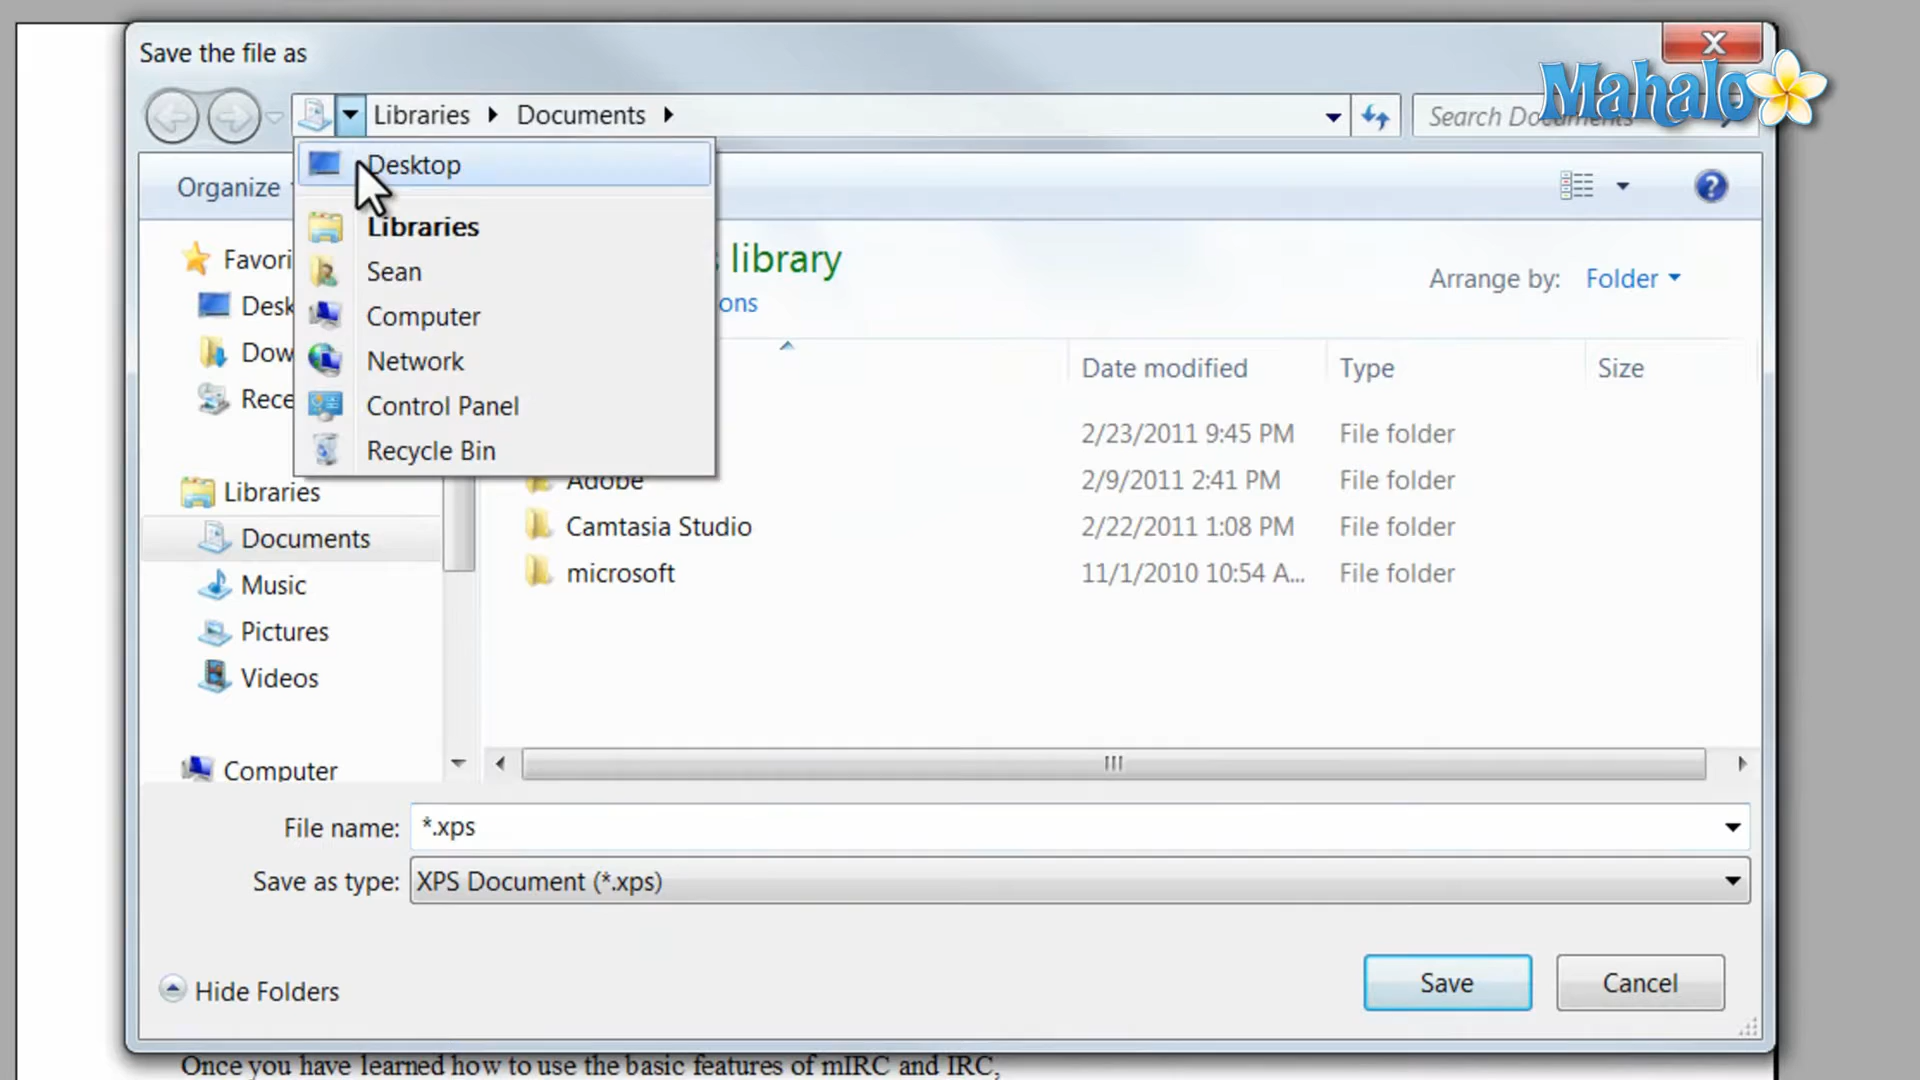 Save the file as
Mahalo
Libraries Documents
Search Documents
Organize
Desktop
Libraries
Sean
Computer
Network
Control Panel
Recycle Bin
Favori
Desk
Dow
Rece
Libraries
Documents
Music
Pictures
Videos
Computer
library
ons
Arrange by: Folder
Date modified Type Size
2/23/2011 9:45 PM File folder
Adobe 2/9/2011 2:41 PM File folder
Camtasia Studio 2/22/2011 1:08 PM File folder
microsoft 11/1/2010 10:54 A... File folder
File name: *.xps
Save as type: XPS Document (*.xps)
Hide Folders
Save Cancel
Once you have learned how to use the basic features of mIRC and IRC,